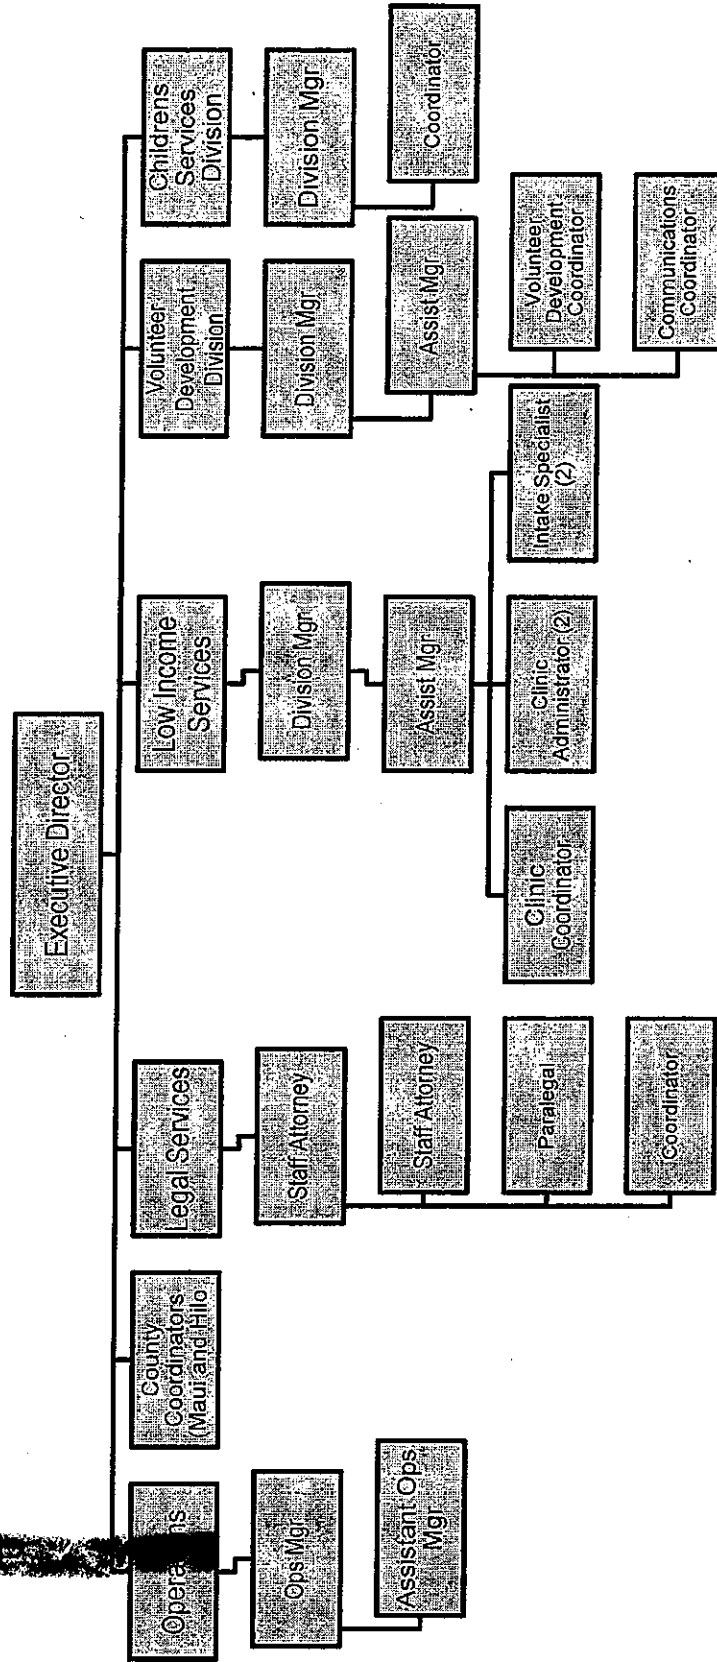 Executive Director
Operations
County
Coordinators
(Maui and Hilo
Legal Services
Low Income
Services
Volunteer
Development
Division
Childrens
Services
Division
Ops Mgr
Staff Attorney
Division Mgr
Division Mgr
Division Mgr
Assistant Ops
Mgr
Staff Attorney
Assist Mgr
Assist Mgr
Coordinator
Paralegal
Clinic
Coordinator
Clinic
Administrator (2)
Intake Specialist
(2)
Volunteer
Development
Coordinator
Coordinator
Communications
Coordinator